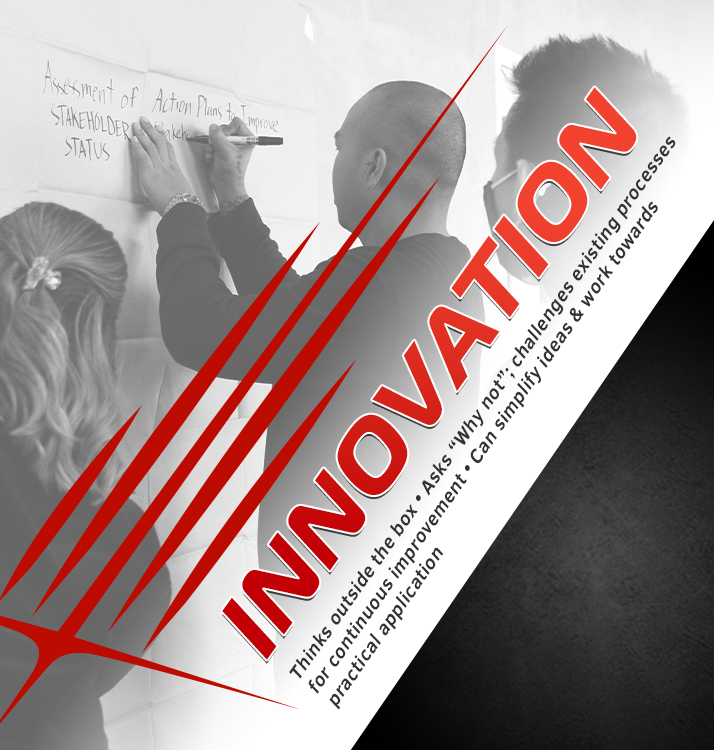 Assessment of Action Plans to Improve
STAKEHOLDER Stakeh
STATUS
INNOVATION
Thinks outside the box • Asks “Why not”; challenges existing processes
for continuous improvement • Can simplify ideas & work towards
practical application